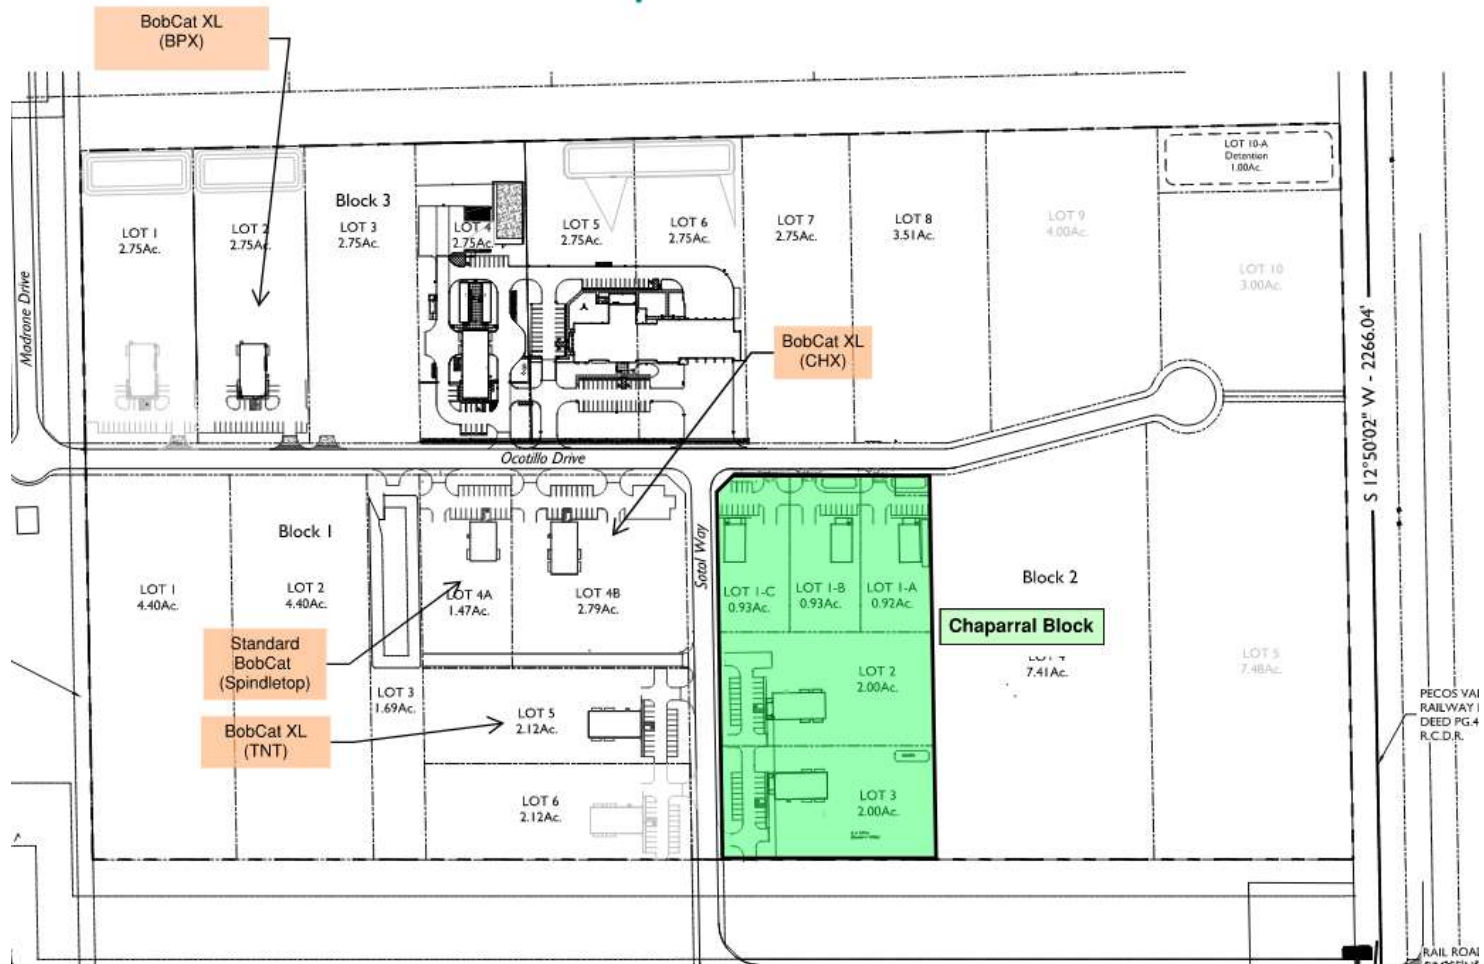 BobCat XL
(BPX)
LOT 10-A
Detention
1.00Ac.
Block 3
LOT 1
2.75Ac.
LOT 2
2.75Ac.
LOT 3
2.75Ac.
LOT 4
2.75Ac.
LOT 5
2.75Ac.
LOT 6
2.75Ac.
LOT 7
2.75Ac.
LOT 8
3.51Ac.
LOT 9
4.00Ac.
LOT 10
3.00Ac.
Madrone Drive
BobCat XL
(CHX)
S 12°50'02" W - 2266.04'
Ocotillo Drive
Block 1
LOT 1
4.40Ac.
LOT 2
4.40Ac.
LOT 4A
1.47Ac.
LOT 4B
2.79Ac.
Sotol Way
LOT 1-C
0.93Ac.
LOT 1-B
0.93Ac.
LOT 1-A
0.92Ac.
Block 2
Chaparral Block
LOT 4
7.41Ac.
LOT 5
7.48Ac.
Standard
BobCat
(Spindletop)
LOT 3
1.69Ac.
BobCat XL
(TNT)
LOT 5
2.12Ac.
LOT 6
2.12Ac.
LOT 2
2.00Ac.
LOT 3
2.00Ac.
PECOS VAL
RAILWAY
DEED PG.4
R.C.D.R.
RAIL ROAD